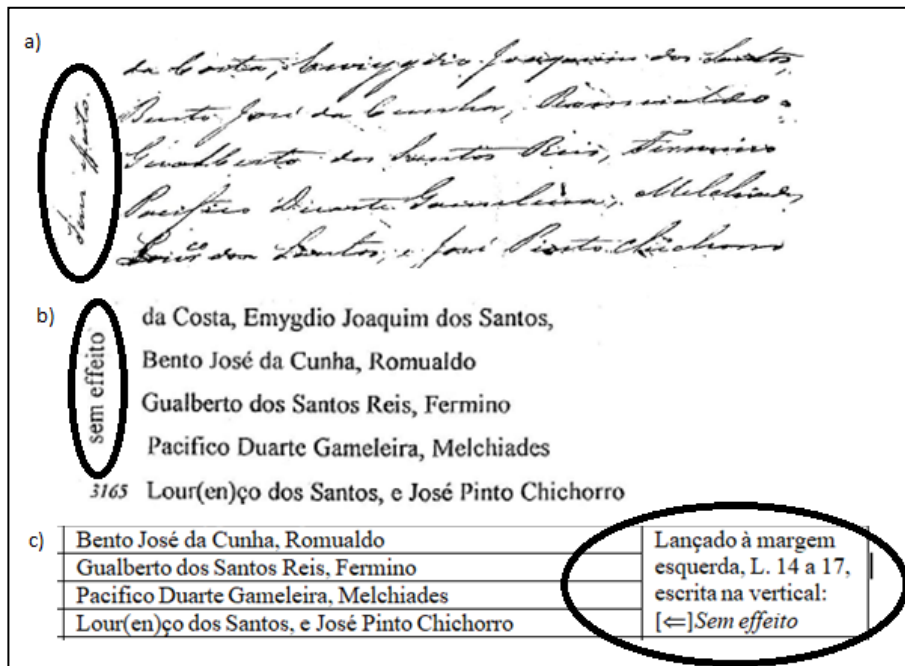 a)
da Costa, Emygdio Joaquim dos Santos,
Bento José da Cunha, Romualdo
Sem effeito.
Gualberto dos Santos Reis, Fermino
Pacifico Duarte Gameleira, Melchiades
Lour.co dos Santos, e José Pinto Chichorro
b)
da Costa, Emygdio Joaquim dos Santos,
sem effeito
Bento José da Cunha, Romualdo
Gualberto dos Santos Reis, Fermino
Pacifico Duarte Gameleira, Melchiades
3165 Lour(en)ço dos Santos, e José Pinto Chichorro
c)
Bento José da Cunha, Romualdo
Gualberto dos Santos Reis, Fermino
Pacifico Duarte Gameleira, Melchiades
Lour(en)ço dos Santos, e José Pinto Chichorro
Lançado à margem
esquerda, L. 14 a 17,
escrita na vertical:
[⇐]Sem effeito